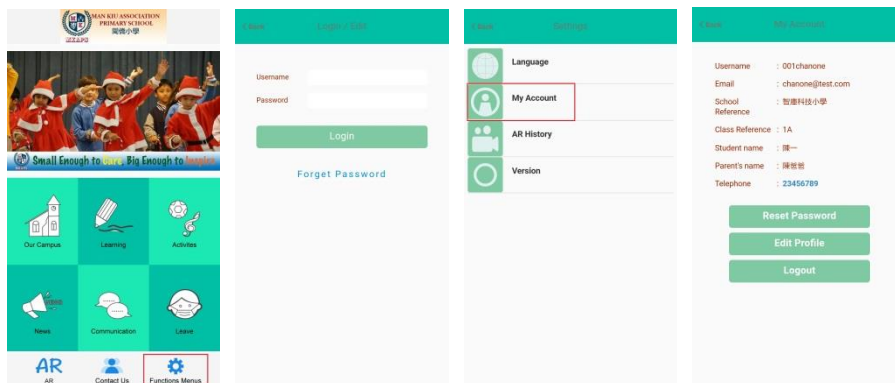 MAN KIU ASSOCIATION
PRIMARY SCHOOL
閩僑小學
MKAPS
Small Enough to Care, Big Enough to Inspire
Our Campus
Learning
Activities
News
Communication
Leave
AR
AR
Contact Us
Functions Menus
< Back
Login / Edit
Username
Password
Login
Forget Password
< Back
Settings
Language
My Account
AR History
Version
< Back
My Account
Username : 001chanone
Email : chanone@test.com
School : 智慧科技小學
Reference
Class Reference : 1A
Student name : 陳一
Parent's name : 陳爸爸
Telephone : 23456789
Reset Password
Edit Profile
Logout